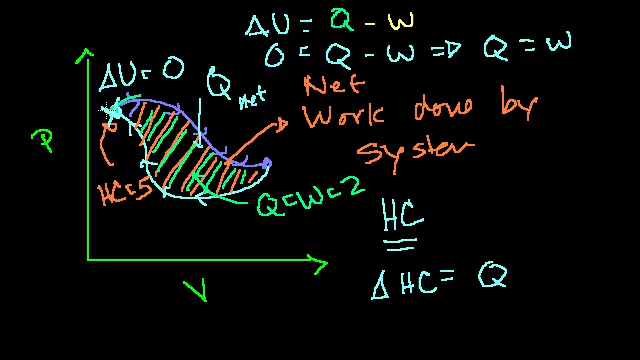 ΔU = Q - W
0 = Q - W ⇒ Q = W
ΔU = 0
Q net
Net
Work done by
system
P
HC=5
Q=W=2
HC
ΔHC = Q
V